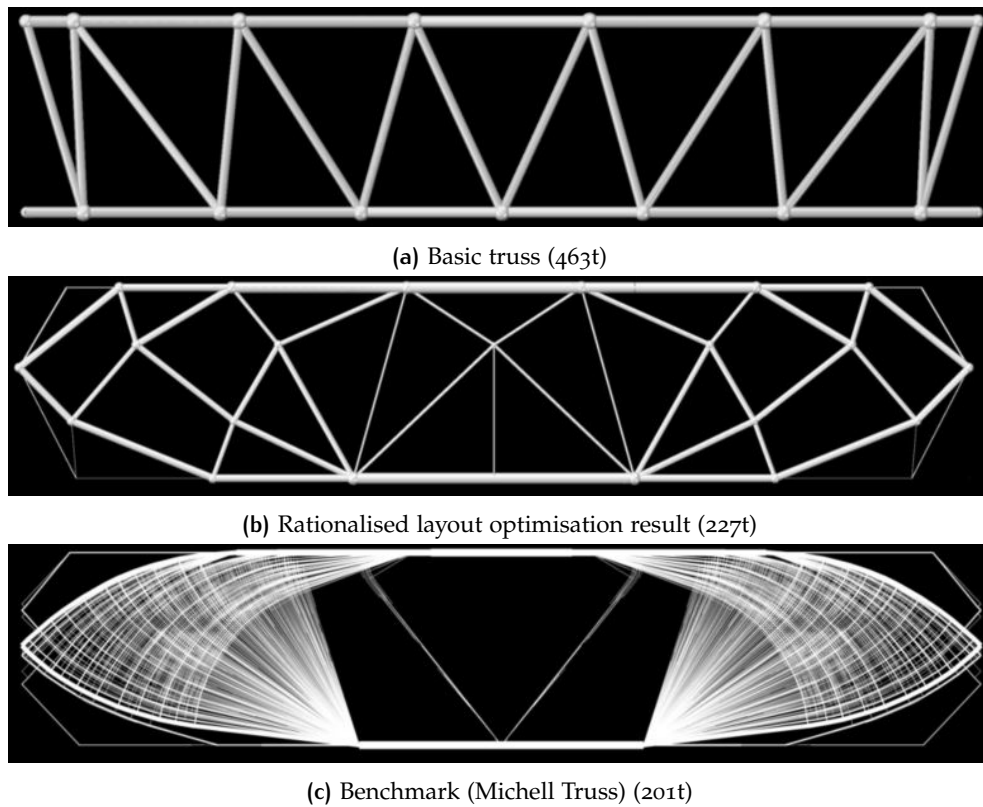 (a) Basic truss (463t)
(b) Rationalised layout optimisation result (227t)
(c) Benchmark (Michell Truss) (201t)